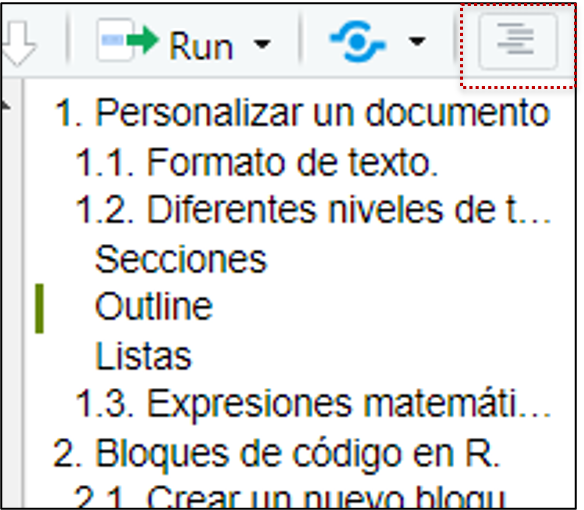 Run
1. Personalizar un documento
1.1. Formato de texto.
1.2. Diferentes niveles de t...
Secciones
Outline
Listas
1.3. Expresiones matemáti...
2. Bloques de código en R.
2.1. Crear un nuevo bloqu